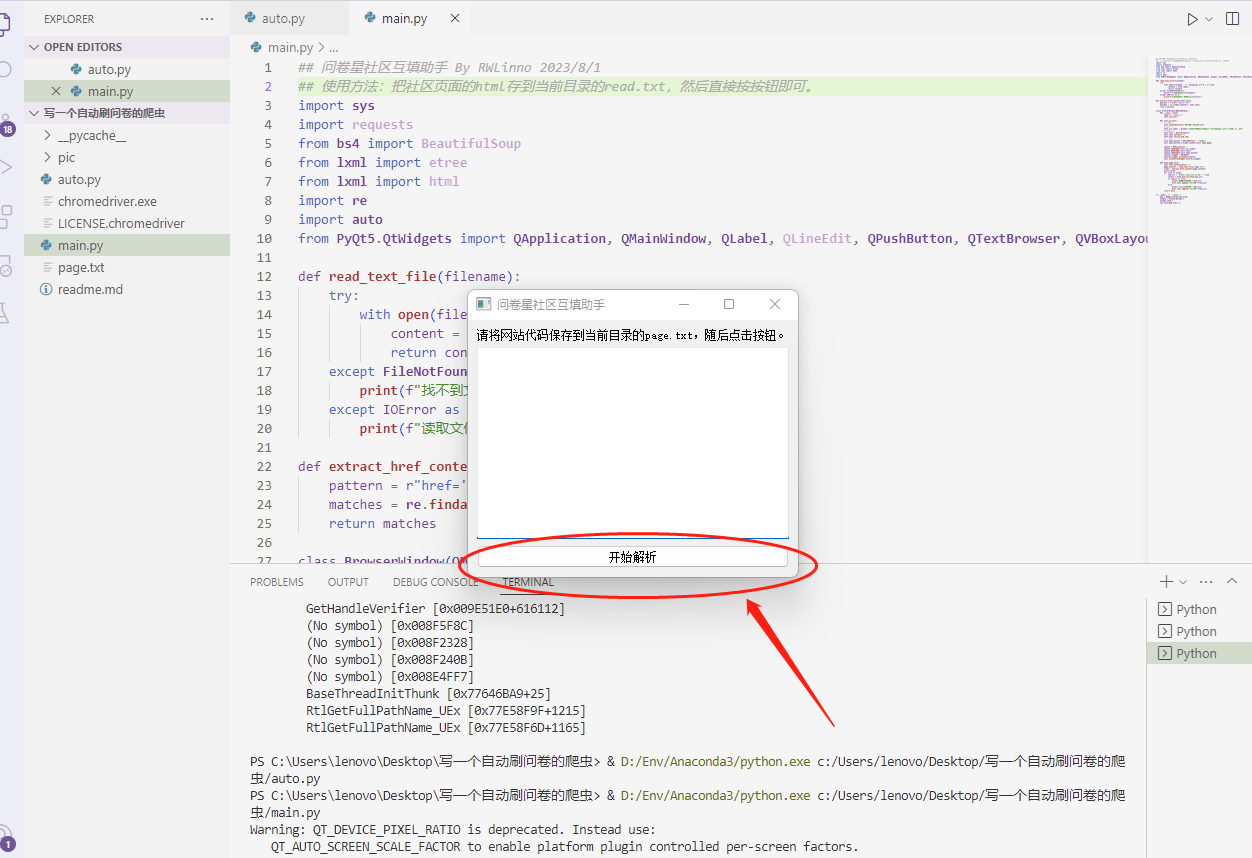 EXPLORER
OPEN EDITORS
auto.py
main.py
写一个自动刷问卷的爬虫
__pycache__
pic
auto.py
chromedriver.exe
LICENSE.chromedriver
main.py
page.txt
readme.md
18
1
auto.py
main.py
main.py > ...
1 ## 问卷星社区互填助手 By RWLinno 2023/8/1
2 ## 使用方法: 把社区页面的html存到当前目录的read.txt, 然后直接按按钮即可。
3 import sys
4 import requests
5 from bs4 import BeautifulSoup
6 from lxml import etree
7 from lxml import html
8 import re
9 import auto
10 from PyQt5.QtWidgets import QApplication, QMainWindow, QLabel, QLineEdit, QPushButton, QTextBrowser, QVBoxLayou
11
12 def read_text_file(filename):
13 try:
14 with open(file
15 content =
16 return con
17 except FileNotFoun
18 print(f"找不到
19 except IOError as
20 print(f"读取文
21
22 def extract_href_conte
23 pattern = r"href='
24 matches = re.finda
25 return matches
26
27 class BrowserWindow(QM
问卷星社区互填助手
请将网站代码保存到当前目录的page.txt，随后点击按钮。
开始解析
PROBLEMS
OUTPUT
DEBUG CONSOLE
TERMINAL
GetHandleVerifier [0x009E51E0+616112]
(No symbol) [0x008F5F8C]
(No symbol) [0x008F2328]
(No symbol) [0x008F240B]
(No symbol) [0x008E4FF7]
BaseThreadInitThunk [0x77646BA9+25]
RtlGetFullPathName_UEx [0x77E58F9F+1215]
RtlGetFullPathName_UEx [0x77E58F6D+1165]
PS C:\Users\lenovo\Desktop\写一个自动刷问卷的爬虫> & D:/Env/Anaconda3/python.exe c:/Users/lenovo/Desktop/写一个自动刷问卷的爬
虫/auto.py
PS C:\Users\lenovo\Desktop\写一个自动刷问卷的爬虫> & D:/Env/Anaconda3/python.exe c:/Users/lenovo/Desktop/写一个自动刷问卷的爬
虫/main.py
Warning: QT_DEVICE_PIXEL_RATIO is deprecated. Instead use:
QT_AUTO_SCREEN_SCALE_FACTOR to enable platform plugin controlled per-screen factors.
Python
Python
Python